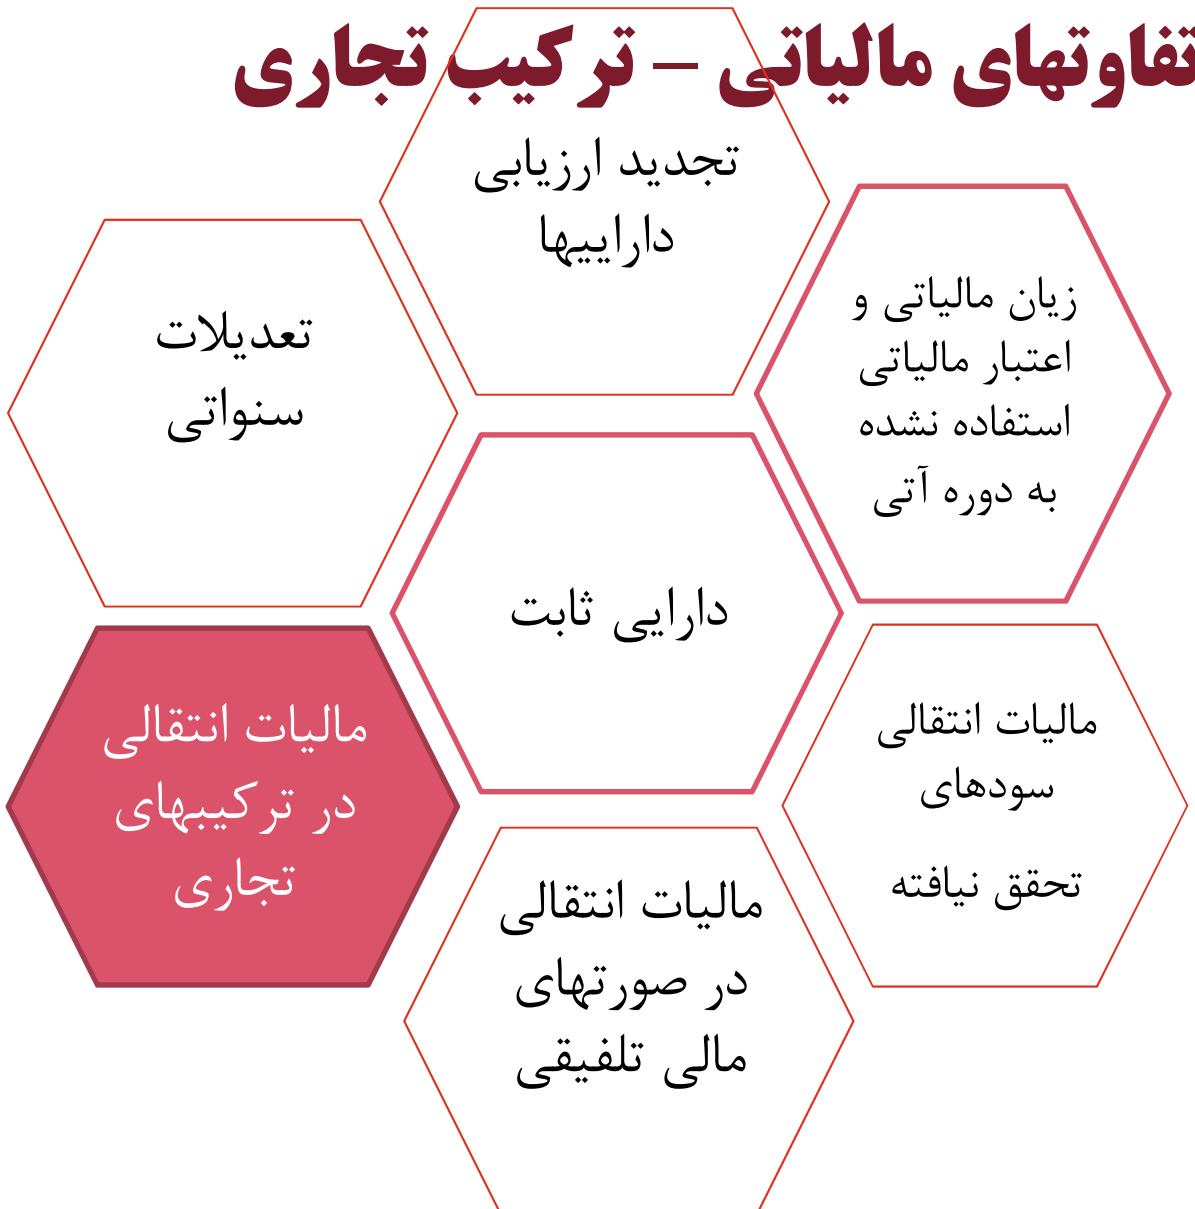 تفاوتهای مالیاتی – ترکیب تجاری
تجدید ارزیابی
داراییها
زیان مالیاتی و
اعتبار مالیاتی
استفاده نشده
به دوره آتی
تعدیلات
سنواتی
دارایی ثابت
مالیات انتقالی
سودهای
تحقق نیافته
مالیات انتقالی
در ترکیبهای
تجاری
مالیات انتقالی
در صورتهای
مالی تلفیقی